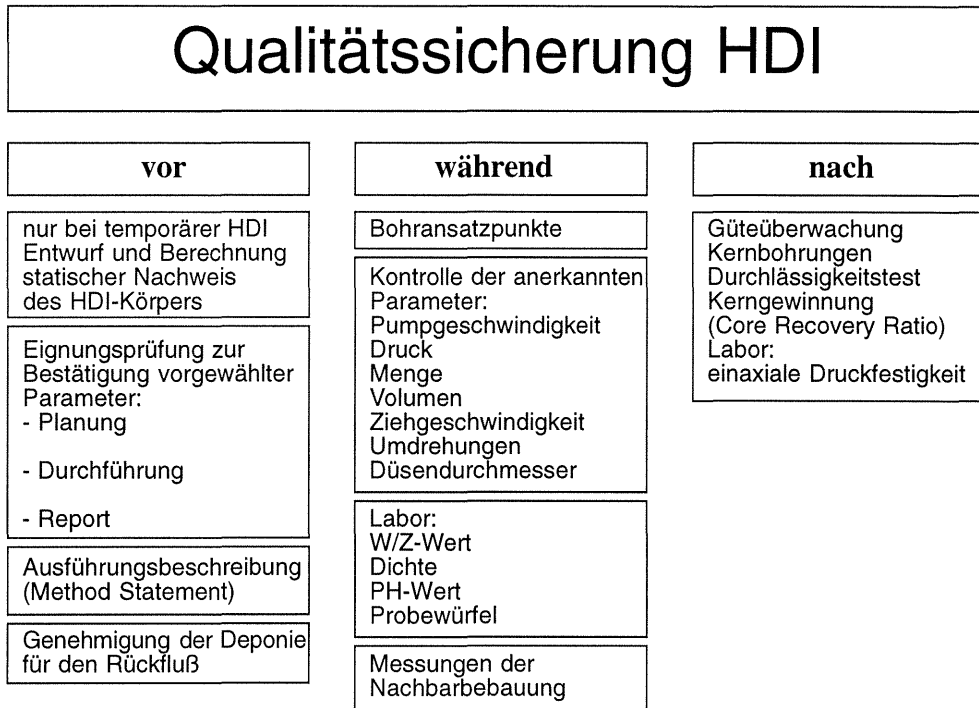 Qualitätssicherung HDI
vor
nur bei temporärer HDI
Entwurf und Berechnung
statischer Nachweis
des HDI-Körpers
Eignungsprüfung zur
Bestätigung vorgewählter
Parameter:
- Planung
- Durchführung
- Report
Ausführungsbeschreibung
(Method Statement)
Genehmigung der Deponie
für den Rückfluß
während
Bohransatzpunkte
Kontrolle der anerkannten
Parameter:
Pumpgeschwindigkeit
Druck
Menge
Volumen
Ziehgeschwindigkeit
Umdrehungen
Düsendurchmesser
Labor:
W/Z-Wert
Dichte
PH-Wert
Probewürfel
Messungen der
Nachbarbebauung
nach
Güteüberwachung
Kernbohrungen
Durchlässigkeitstest
Kerngewinnung
(Core Recovery Ratio)
Labor:
einaxiale Druckfestigkeit